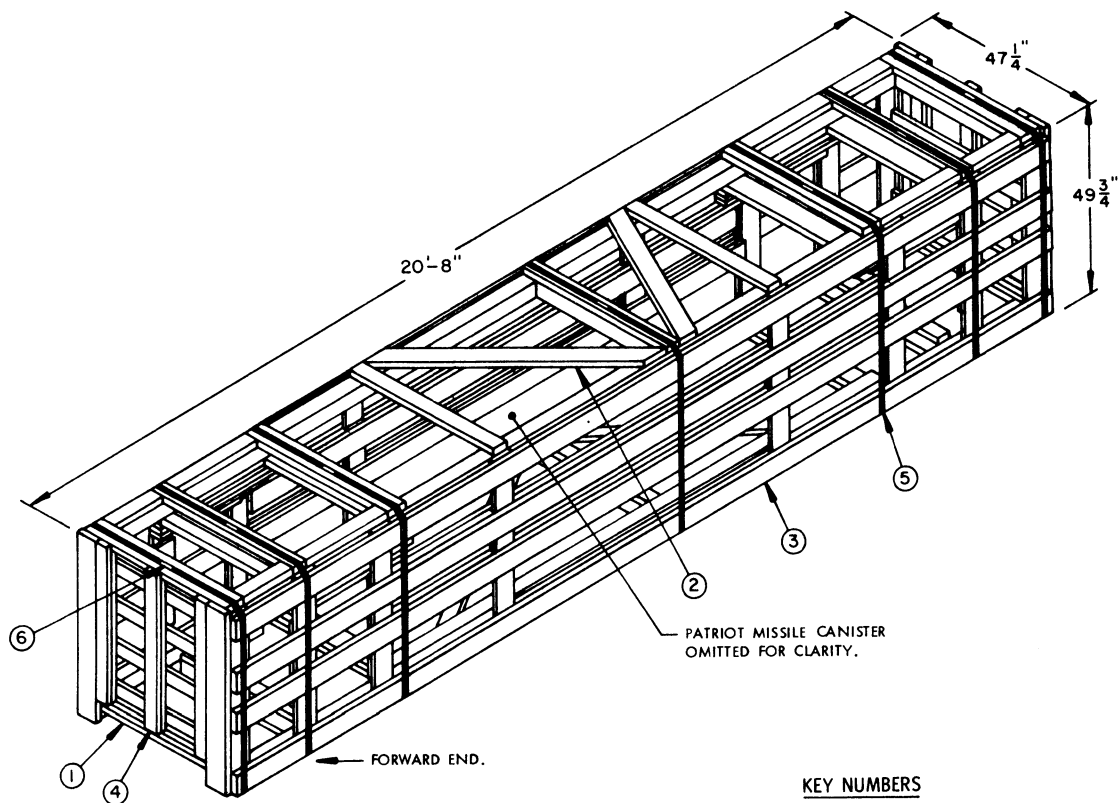 47 1/4"
49 3/4"
20'-8"
5
3
2
6
PATRIOT MISSILE CANISTER
OMITTED FOR CLARITY.
FORWARD END.
1
4
KEY NUMBERS